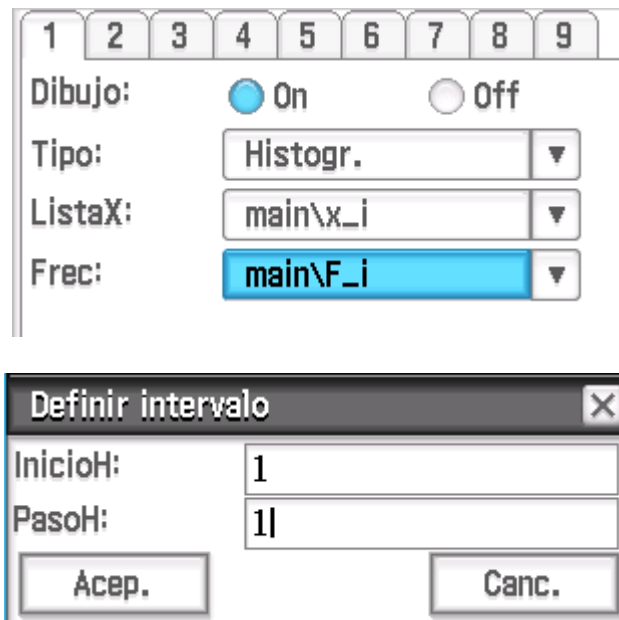 1 2 3 4 5 6 7 8 9
Dibujo: On Off
Tipo: Histogr.
ListaX: main\x_i
Frec: main\F_i
Definir intervalo
InicioH: 1
PasoH: 1
Acep. Canc.